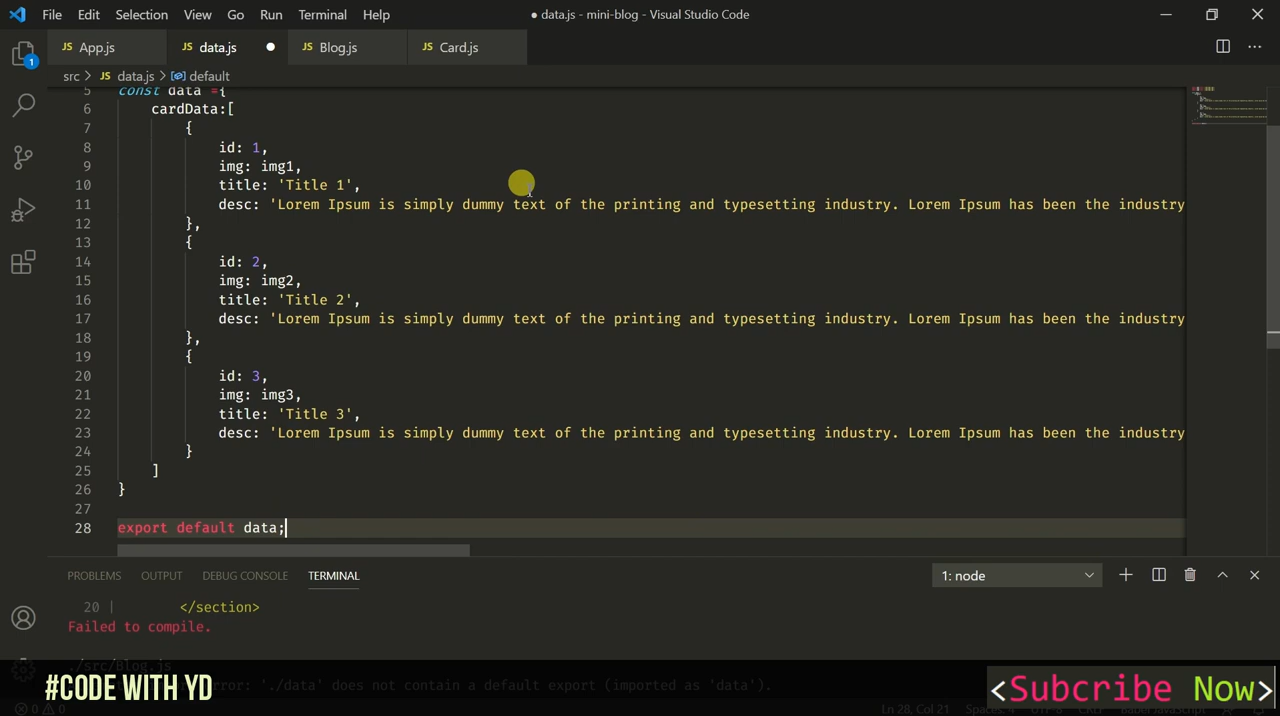 File Edit Selection View Go Run Terminal Help ● data.js - mini-blog - Visual Studio Code
JS App.js JS data.js ● JS Blog.js JS Card.js
src > JS data.js > default
5 const data ={
6 cardData:[
7 {
8 id: 1,
9 img: img1,
10 title: 'Title 1',
11 desc: 'Lorem Ipsum is simply dummy text of the printing and typesetting industry. Lorem Ipsum has been the industry
12 },
13 {
14 id: 2,
15 img: img2,
16 title: 'Title 2',
17 desc: 'Lorem Ipsum is simply dummy text of the printing and typesetting industry. Lorem Ipsum has been the industry
18 },
19 {
20 id: 3,
21 img: img3,
22 title: 'Title 3',
23 desc: 'Lorem Ipsum is simply dummy text of the printing and typesetting industry. Lorem Ipsum has been the industry
24 }
25 ]
26 }
27
28 export default data;
PROBLEMS OUTPUT DEBUG CONSOLE TERMINAL 1: node
20 | </section>
Failed to compile.
./src/Blog.js
error: './data' does not contain a default export (imported as 'data').
#CODE WITH YD
<Subcribe Now>
0 0 Ln 28, Col 21 Spaces: 4
1